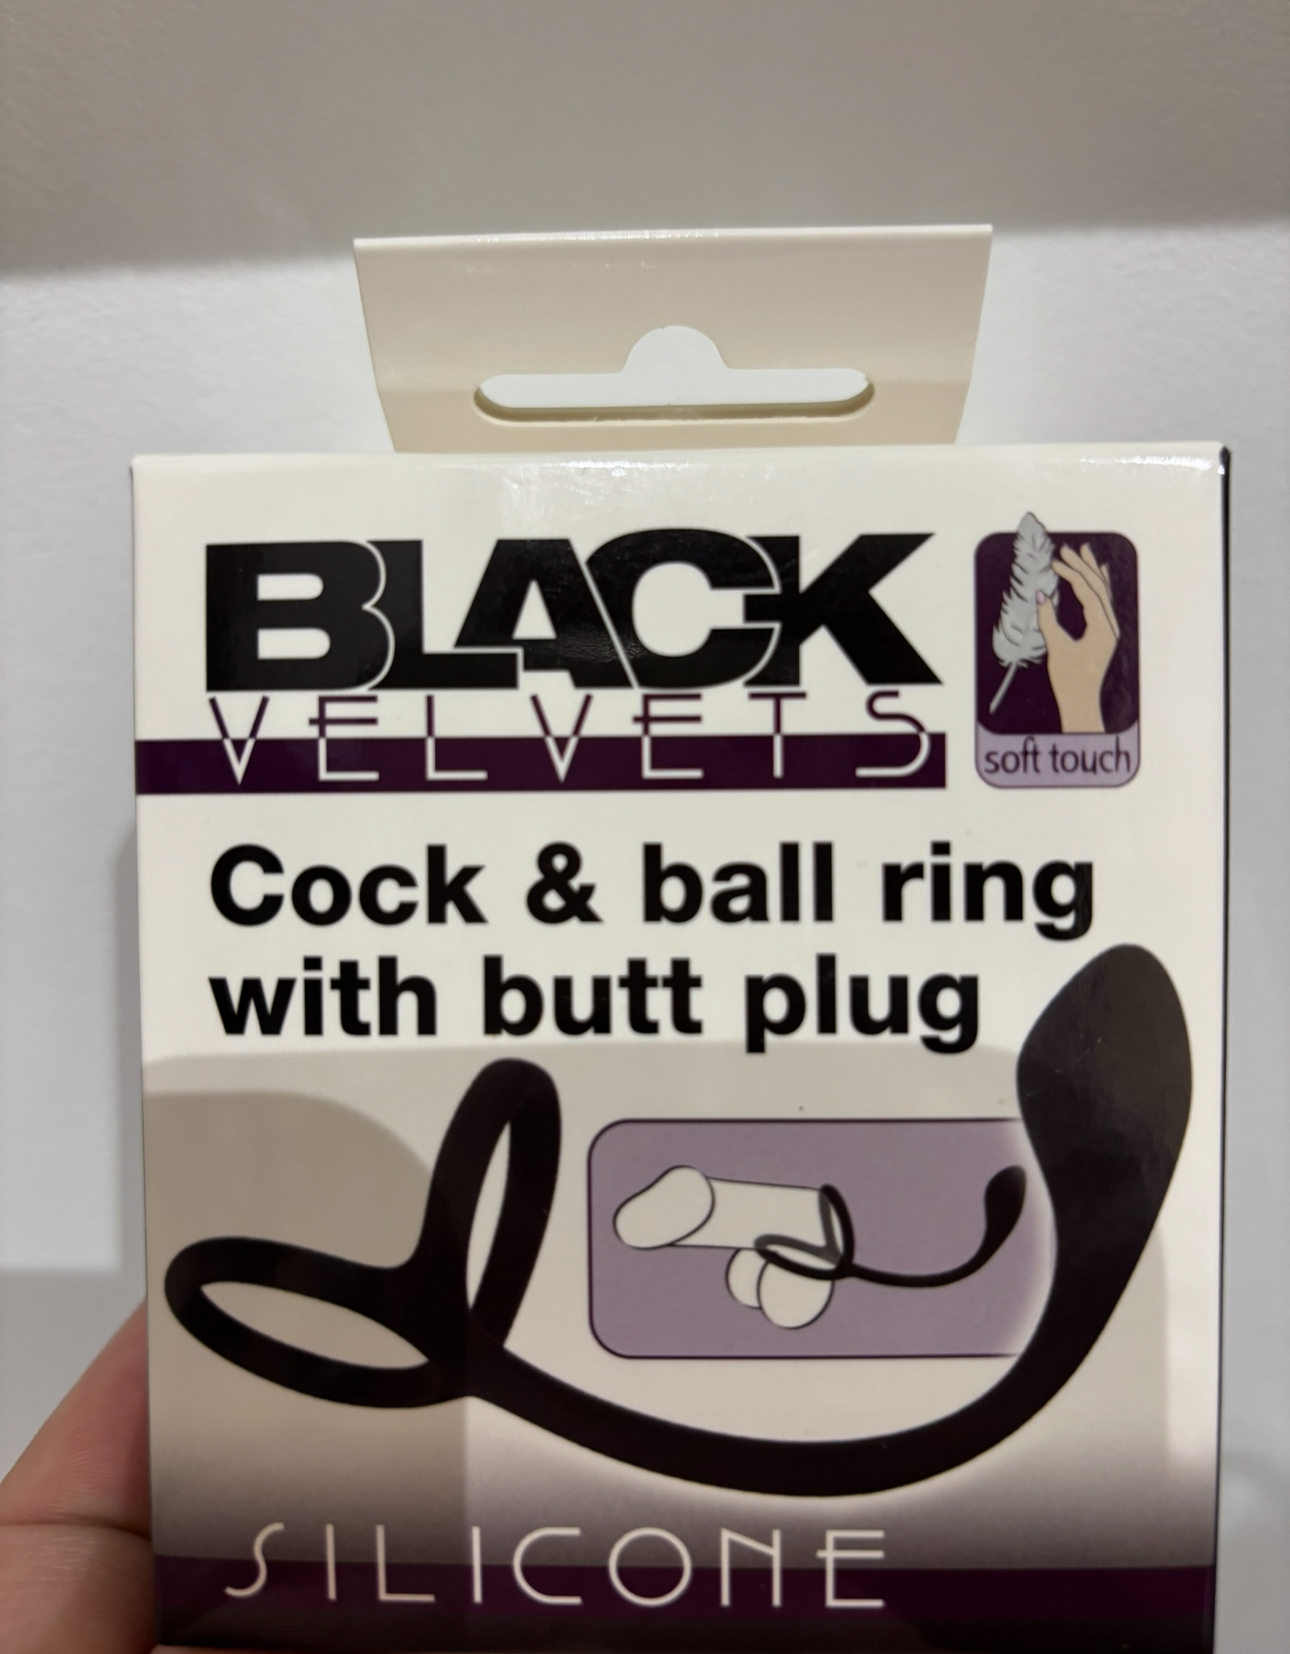 BLACK
VELVETS
soft touch
Cock & ball ring
with butt plug
SILICONE